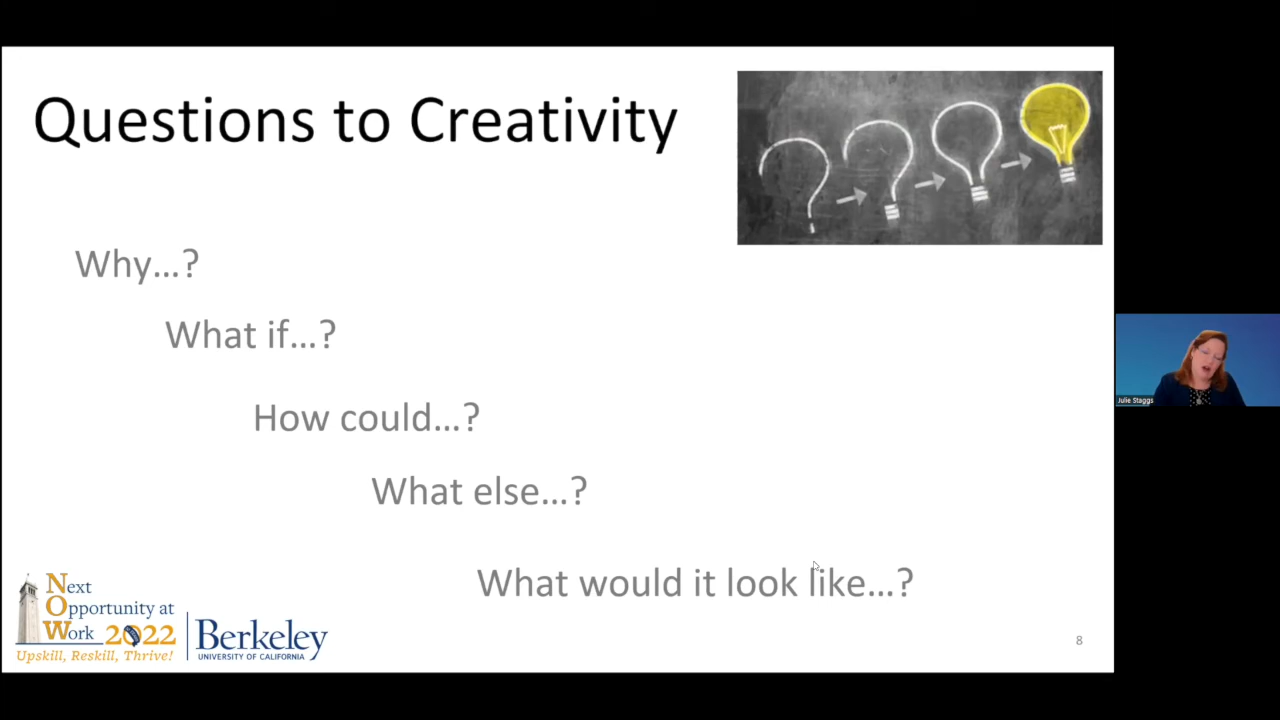 Questions to Creativity
Why...?
What if...?
How could...?
What else...?
What would it look like...?
Julie Staggs
Next
Opportunity at
Work 2022
Upskill, Reskill, Thrive!
Berkeley
UNIVERSITY OF CALIFORNIA
8